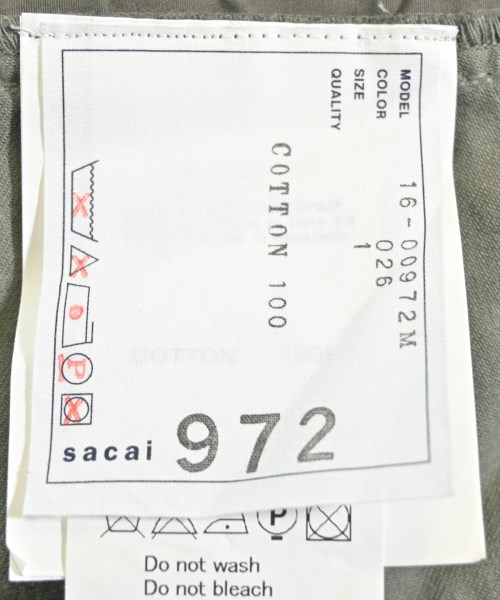 MODEL 16-00972M
COLOR 026
SIZE 1
QUALITY
COTTON 100
P
sacai 972
P
Do not wash
Do not bleach